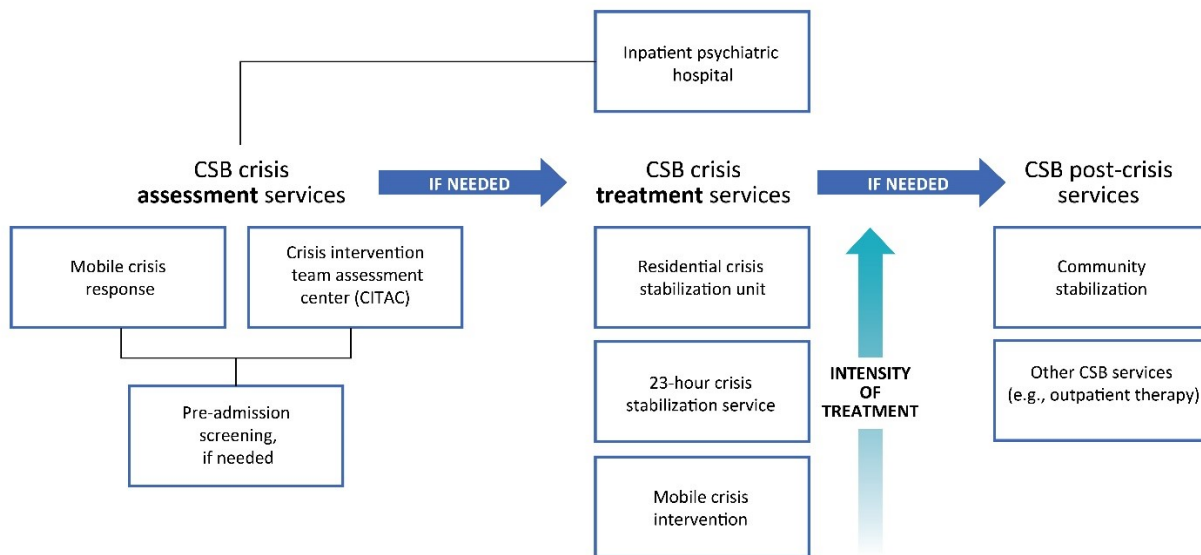 Inpatient psychiatric
hospital
CSB crisis
assessment services
IF NEEDED
CSB crisis
treatment services
IF NEEDED
CSB post-crisis
services
Mobile crisis
response
Crisis intervention
team assessment
center (CITAC)
Pre-admission
screening,
if needed
Residential crisis
stabilization unit
23-hour crisis
stabilization service
Mobile crisis
intervention
INTENSITY
OF
TREATMENT
Community
stabilization
Other CSB services
(e.g., outpatient therapy)